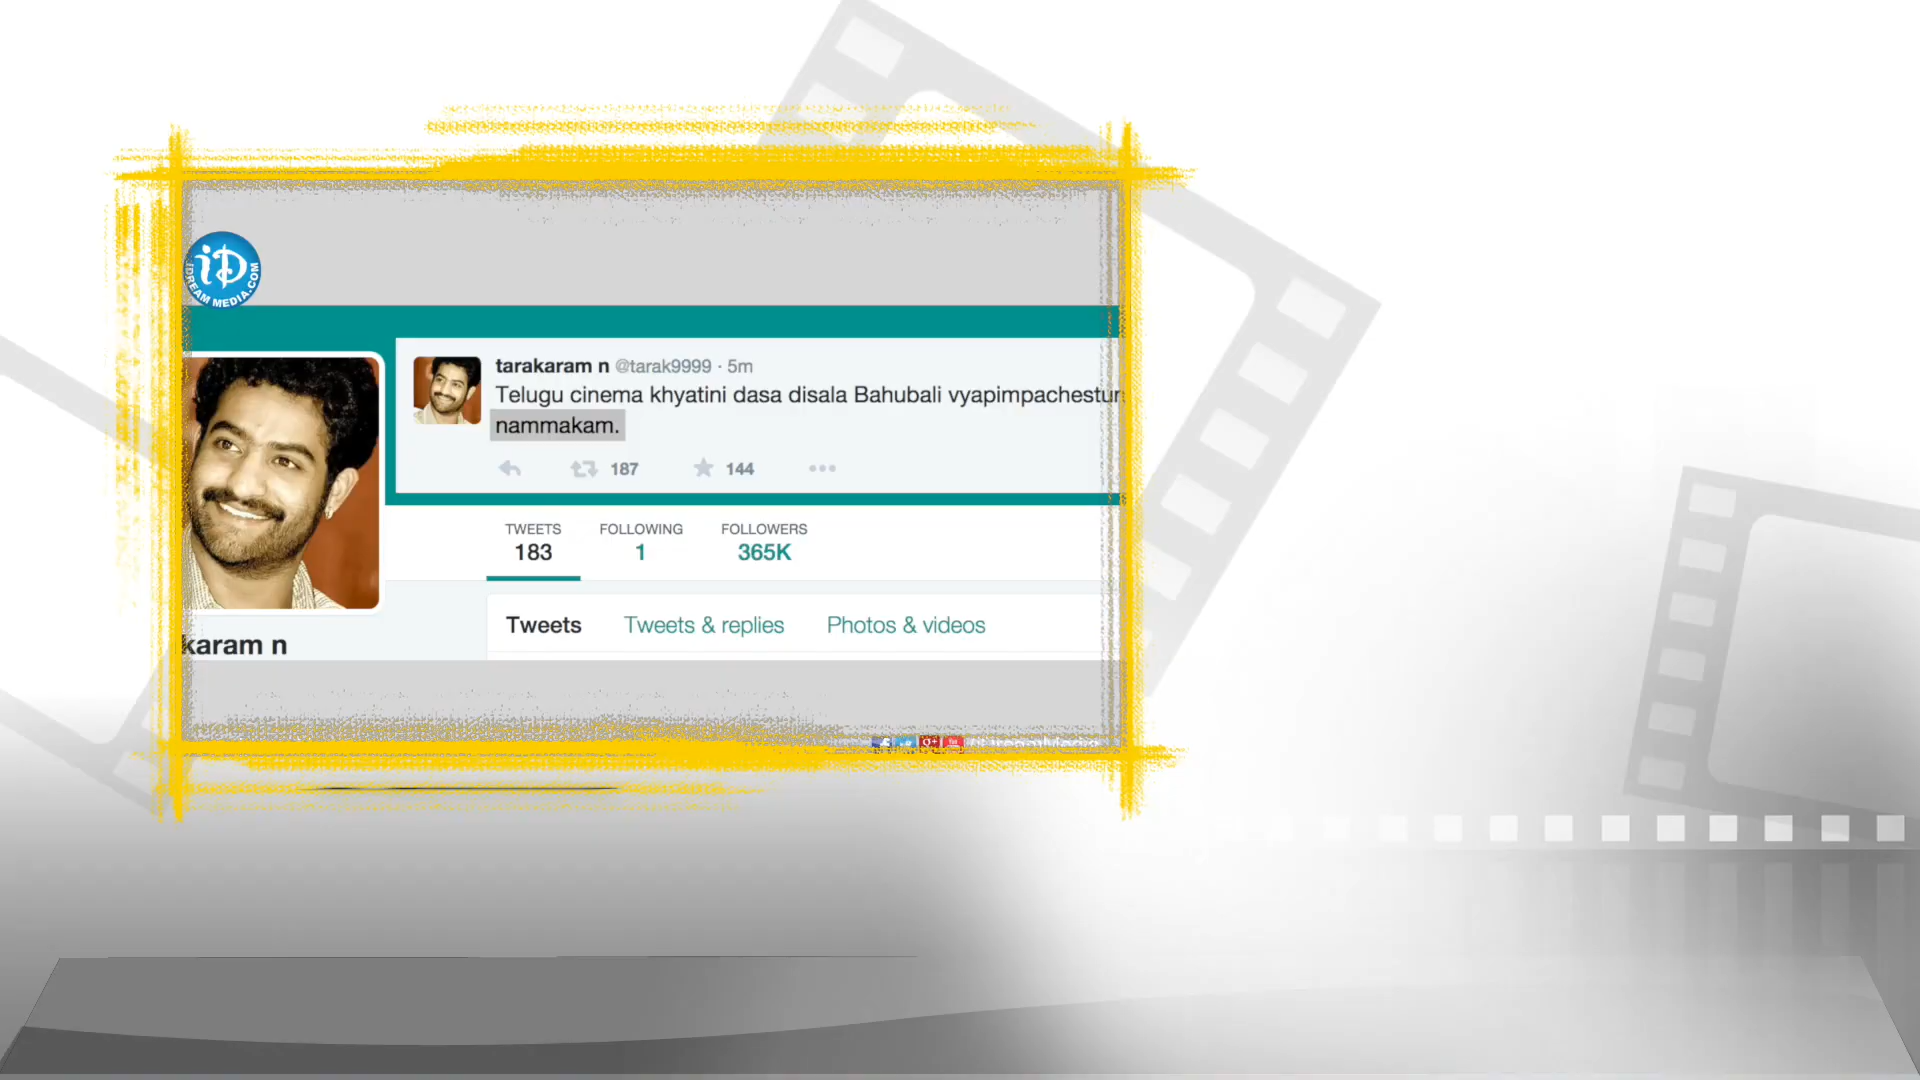 iD
iDREAM MEDIA.COM
tarakaram n @tarak9999 · 5m
Telugu cinema khyatini dasa disala Bahubali vyapimpachestun
nammakam.
187 144
TWEETS FOLLOWING FOLLOWERS
183 1 365K
Tweets Tweets & replies Photos & videos
karam n